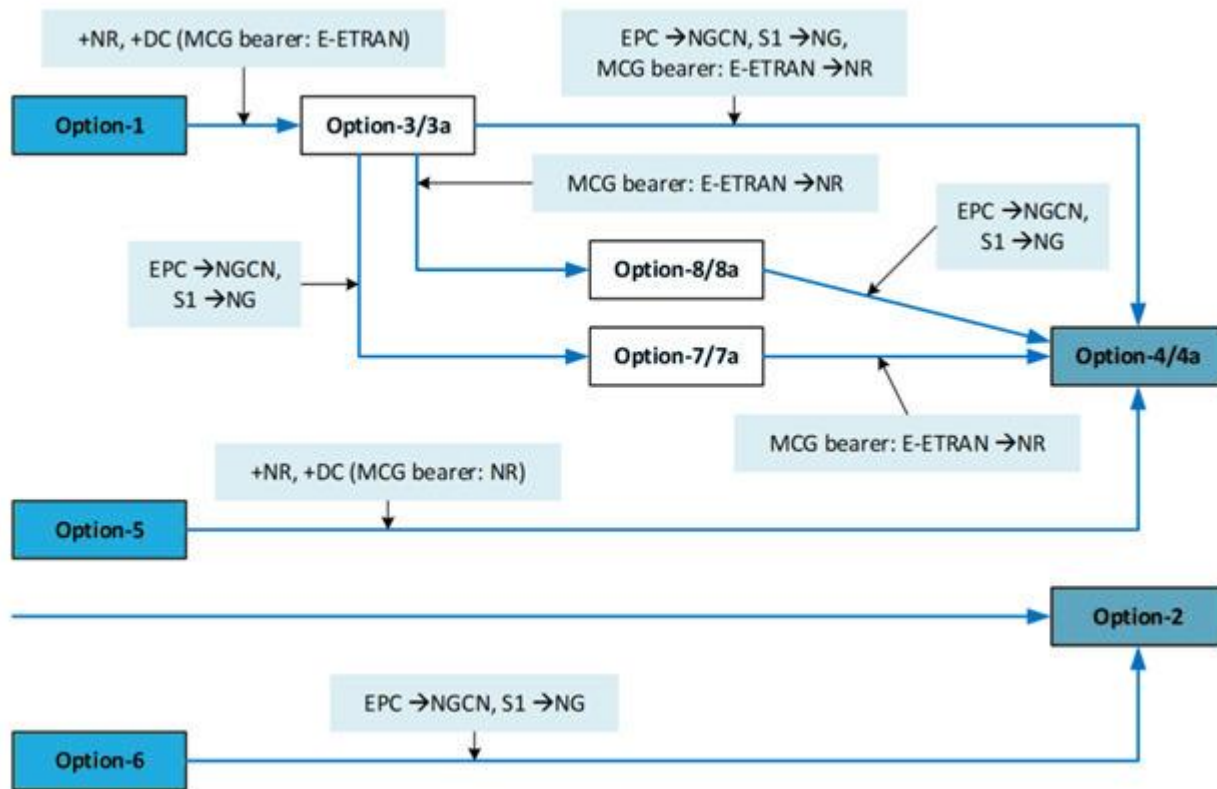 +NR, +DC (MCG bearer: E-ETRAN)
EPC →NGCN, S1 →NG,
MCG bearer: E-ETRAN →NR
Option-1
Option-3/3a
MCG bearer: E-ETRAN →NR
EPC →NGCN,
S1 →NG
EPC →NGCN,
S1 →NG
Option-8/8a
Option-7/7a
Option-4/4a
MCG bearer: E-ETRAN →NR
+NR, +DC (MCG bearer: NR)
Option-5
Option-2
EPC →NGCN, S1 →NG
Option-6